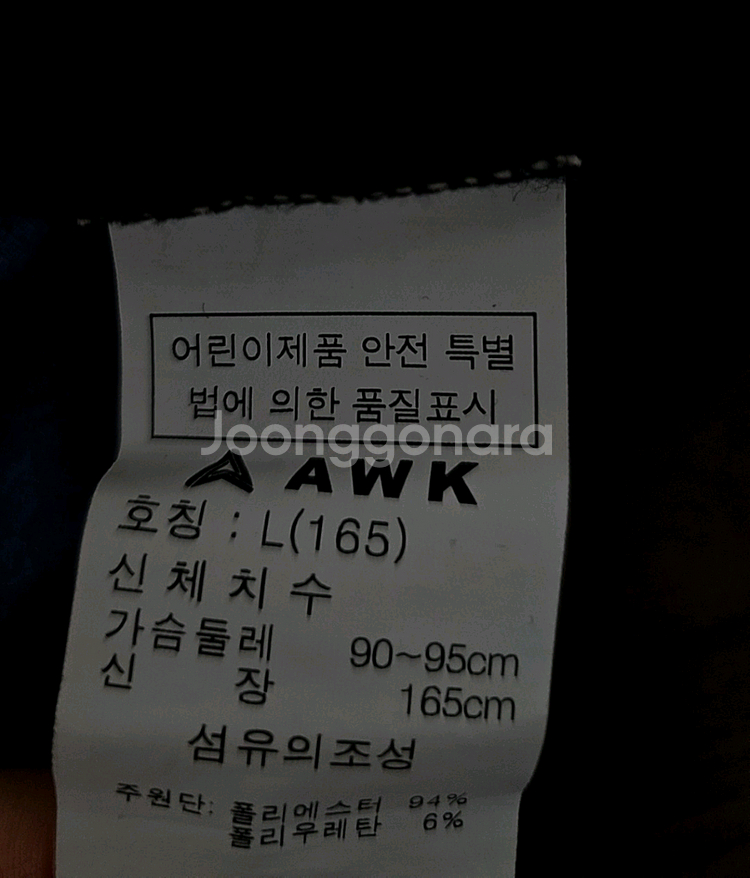 어린이제품 안전 특별
법에 의한 품질표시
Joonggonara
AWK
호칭 : L(165)
신체치수
가슴둘레 90~95cm
신 장 165cm
섬유의조성
주원단: 폴리에스터 94%
폴리우레탄 6%